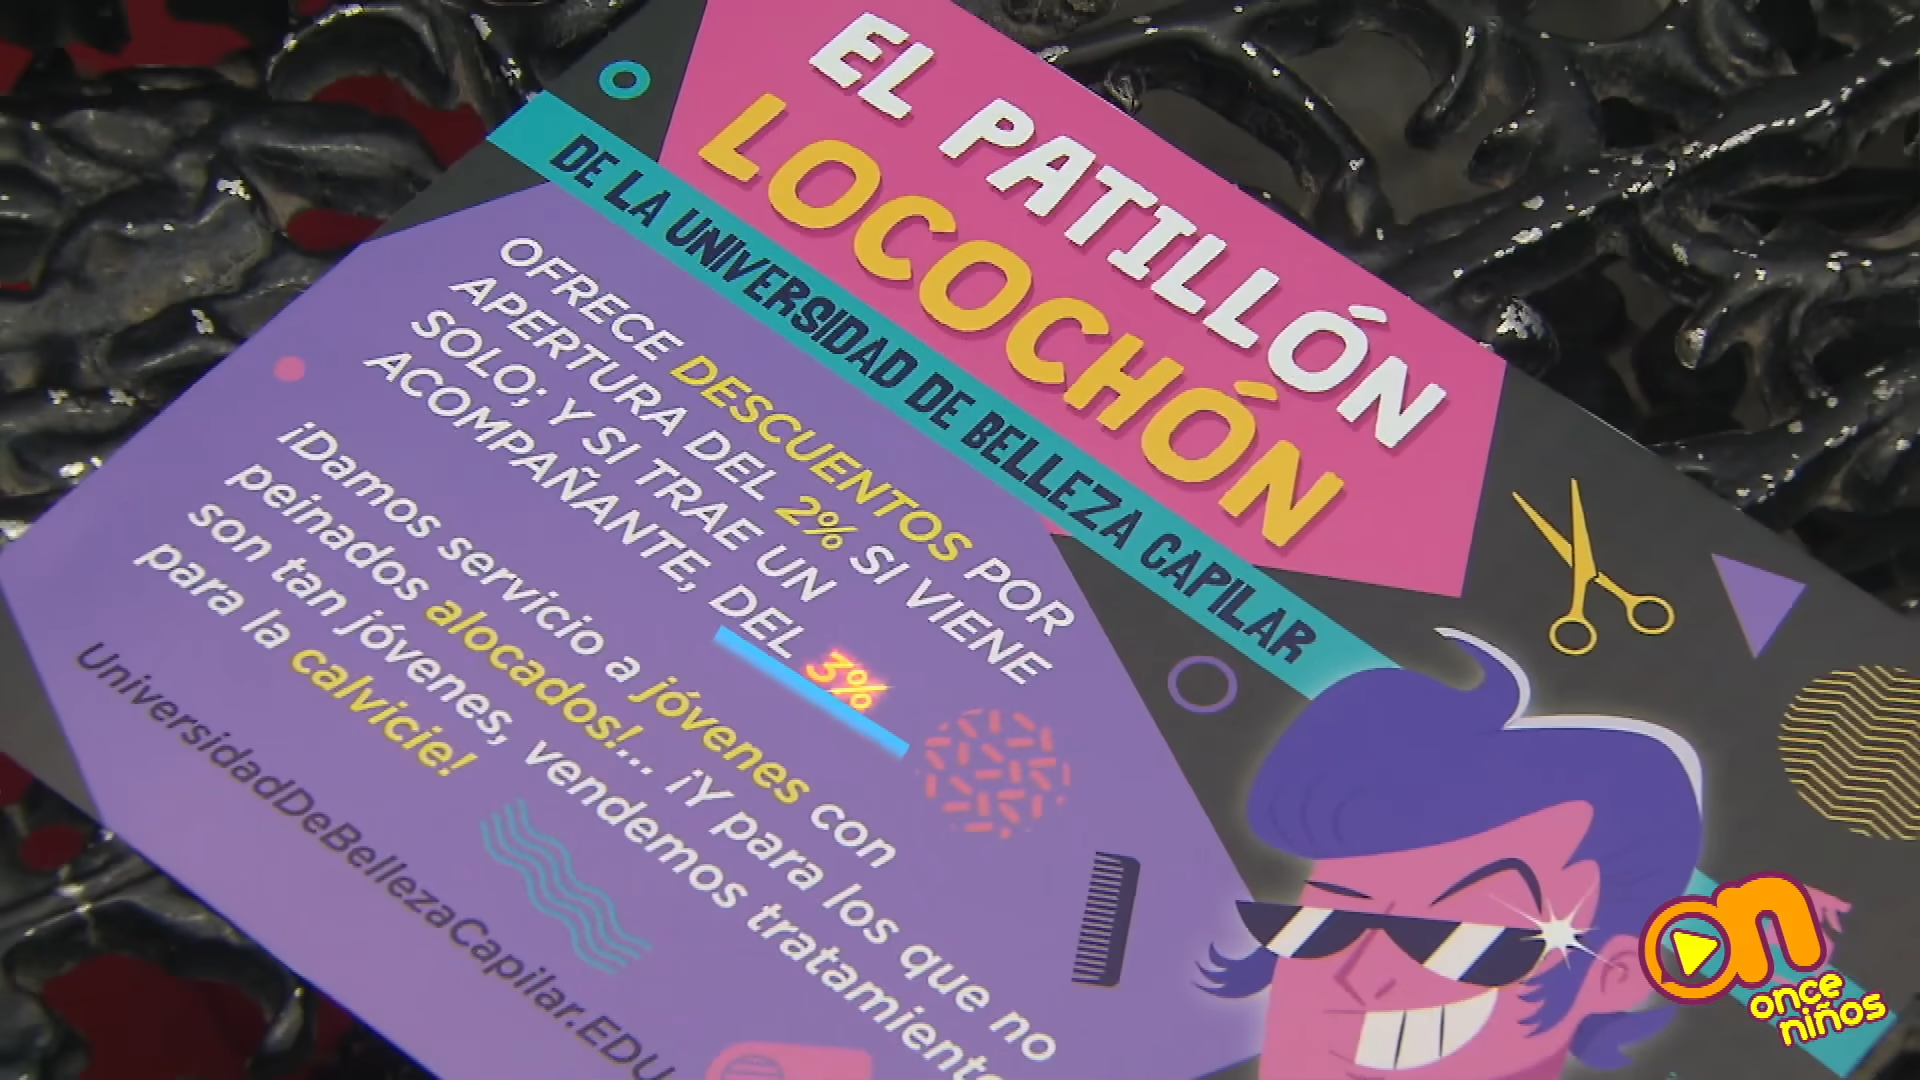 EL PATILLÓN
LOCOCHÓN
DE LA UNIVERSIDAD DE BELLEZA CAPILAR
OFRECE DESCUENTOS POR
APERTURA DEL 2% SI VIENE
SOLO; Y SI TRAE UN
ACOMPAÑANTE, DEL 3%
¡Damos servicio a jóvenes con
peinados alocados!... ¡Y para los que no
son tan jóvenes, vendemos tratamiento
para la calvicie!
UniversidadDeBellezaCapilar.EDU
on
once
niños